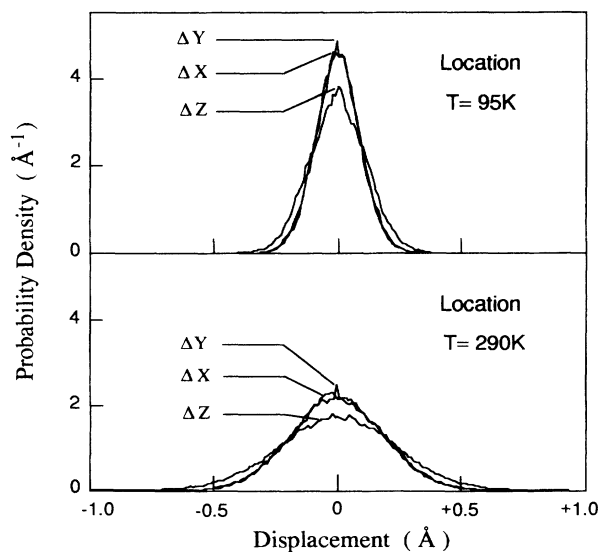 ΔY
ΔX
ΔZ
Location
T= 95K
4
2
0
ΔY
ΔX
ΔZ
Location
T= 290K
4
2
0
-1.0 -0.5 0 +0.5 +1.0
Displacement ( Å )
Probability Density ( Å⁻¹ )